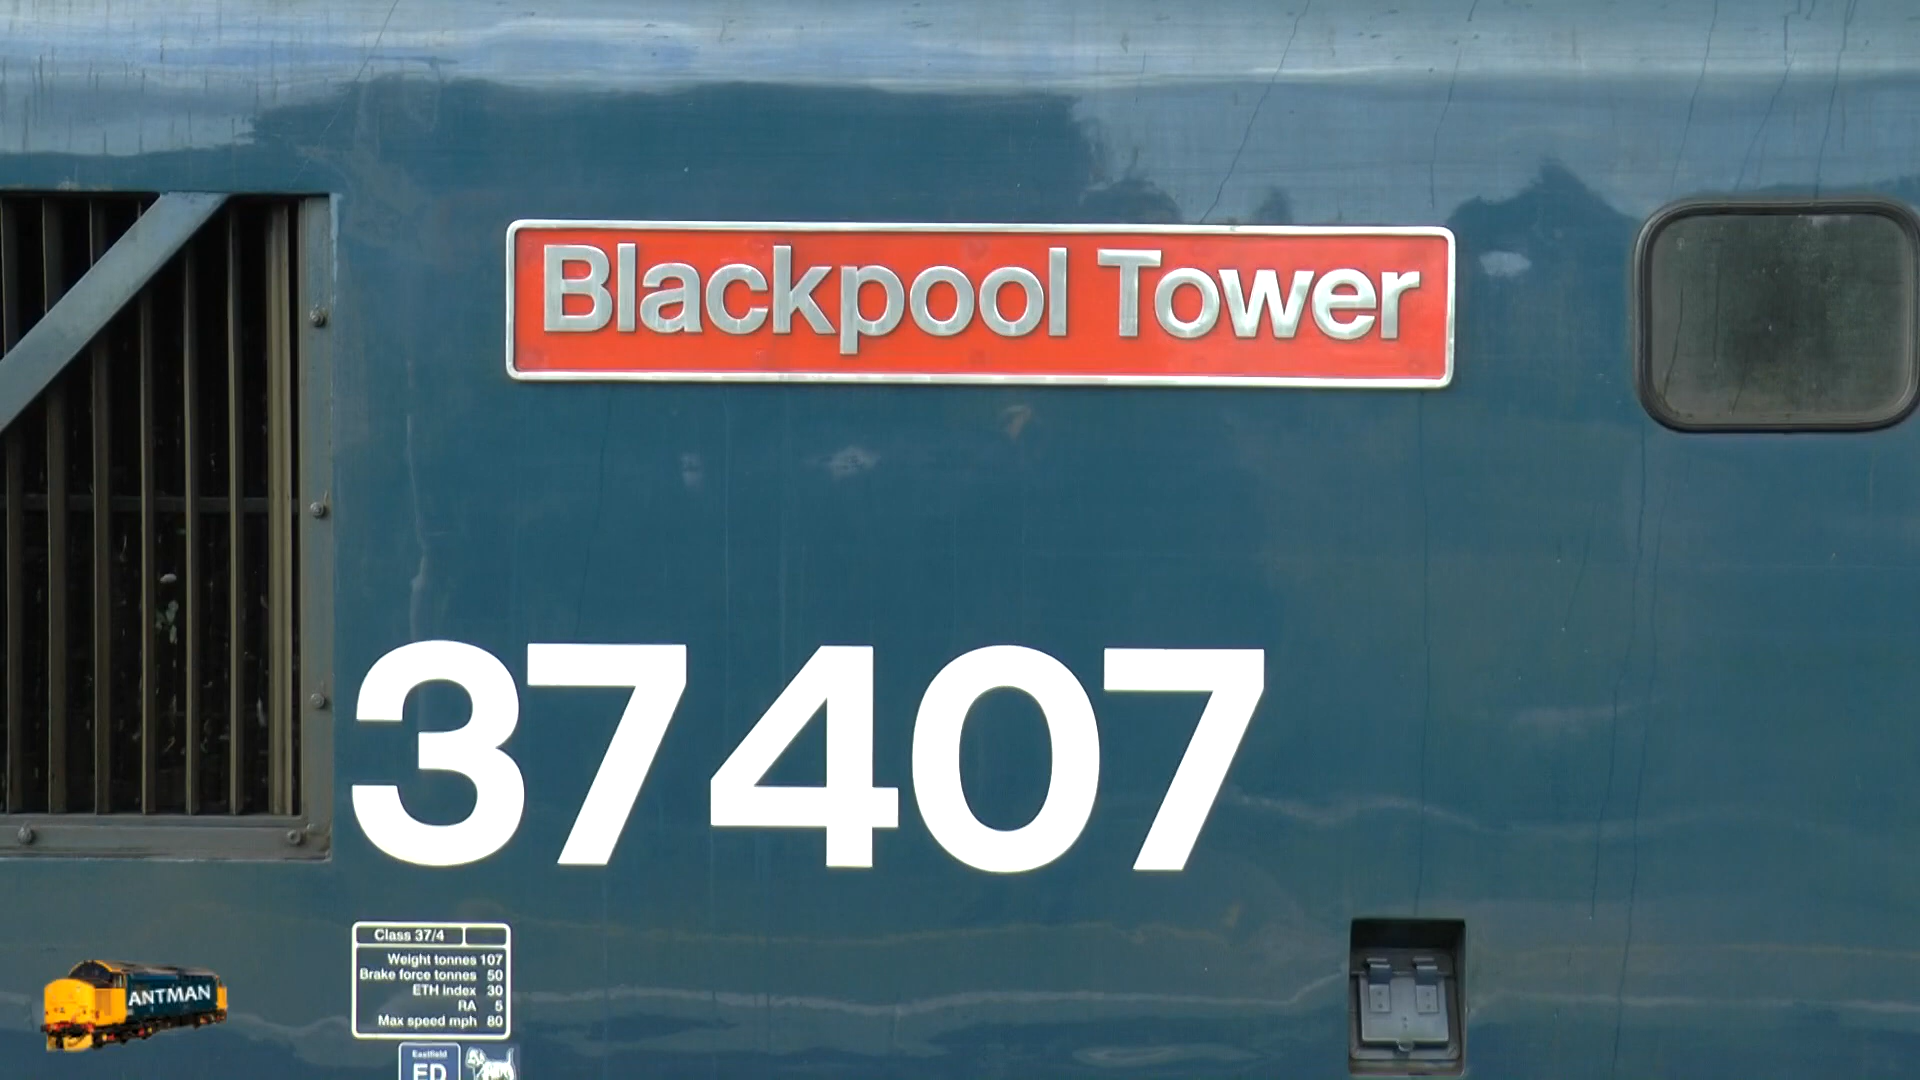 Blackpool Tower
37407
Class 37/4
Weight tonnes 107
Brake force tonnes 50
ETH index 30
RA 5
Max speed mph 80
Eastfield
ED
ANTMAN